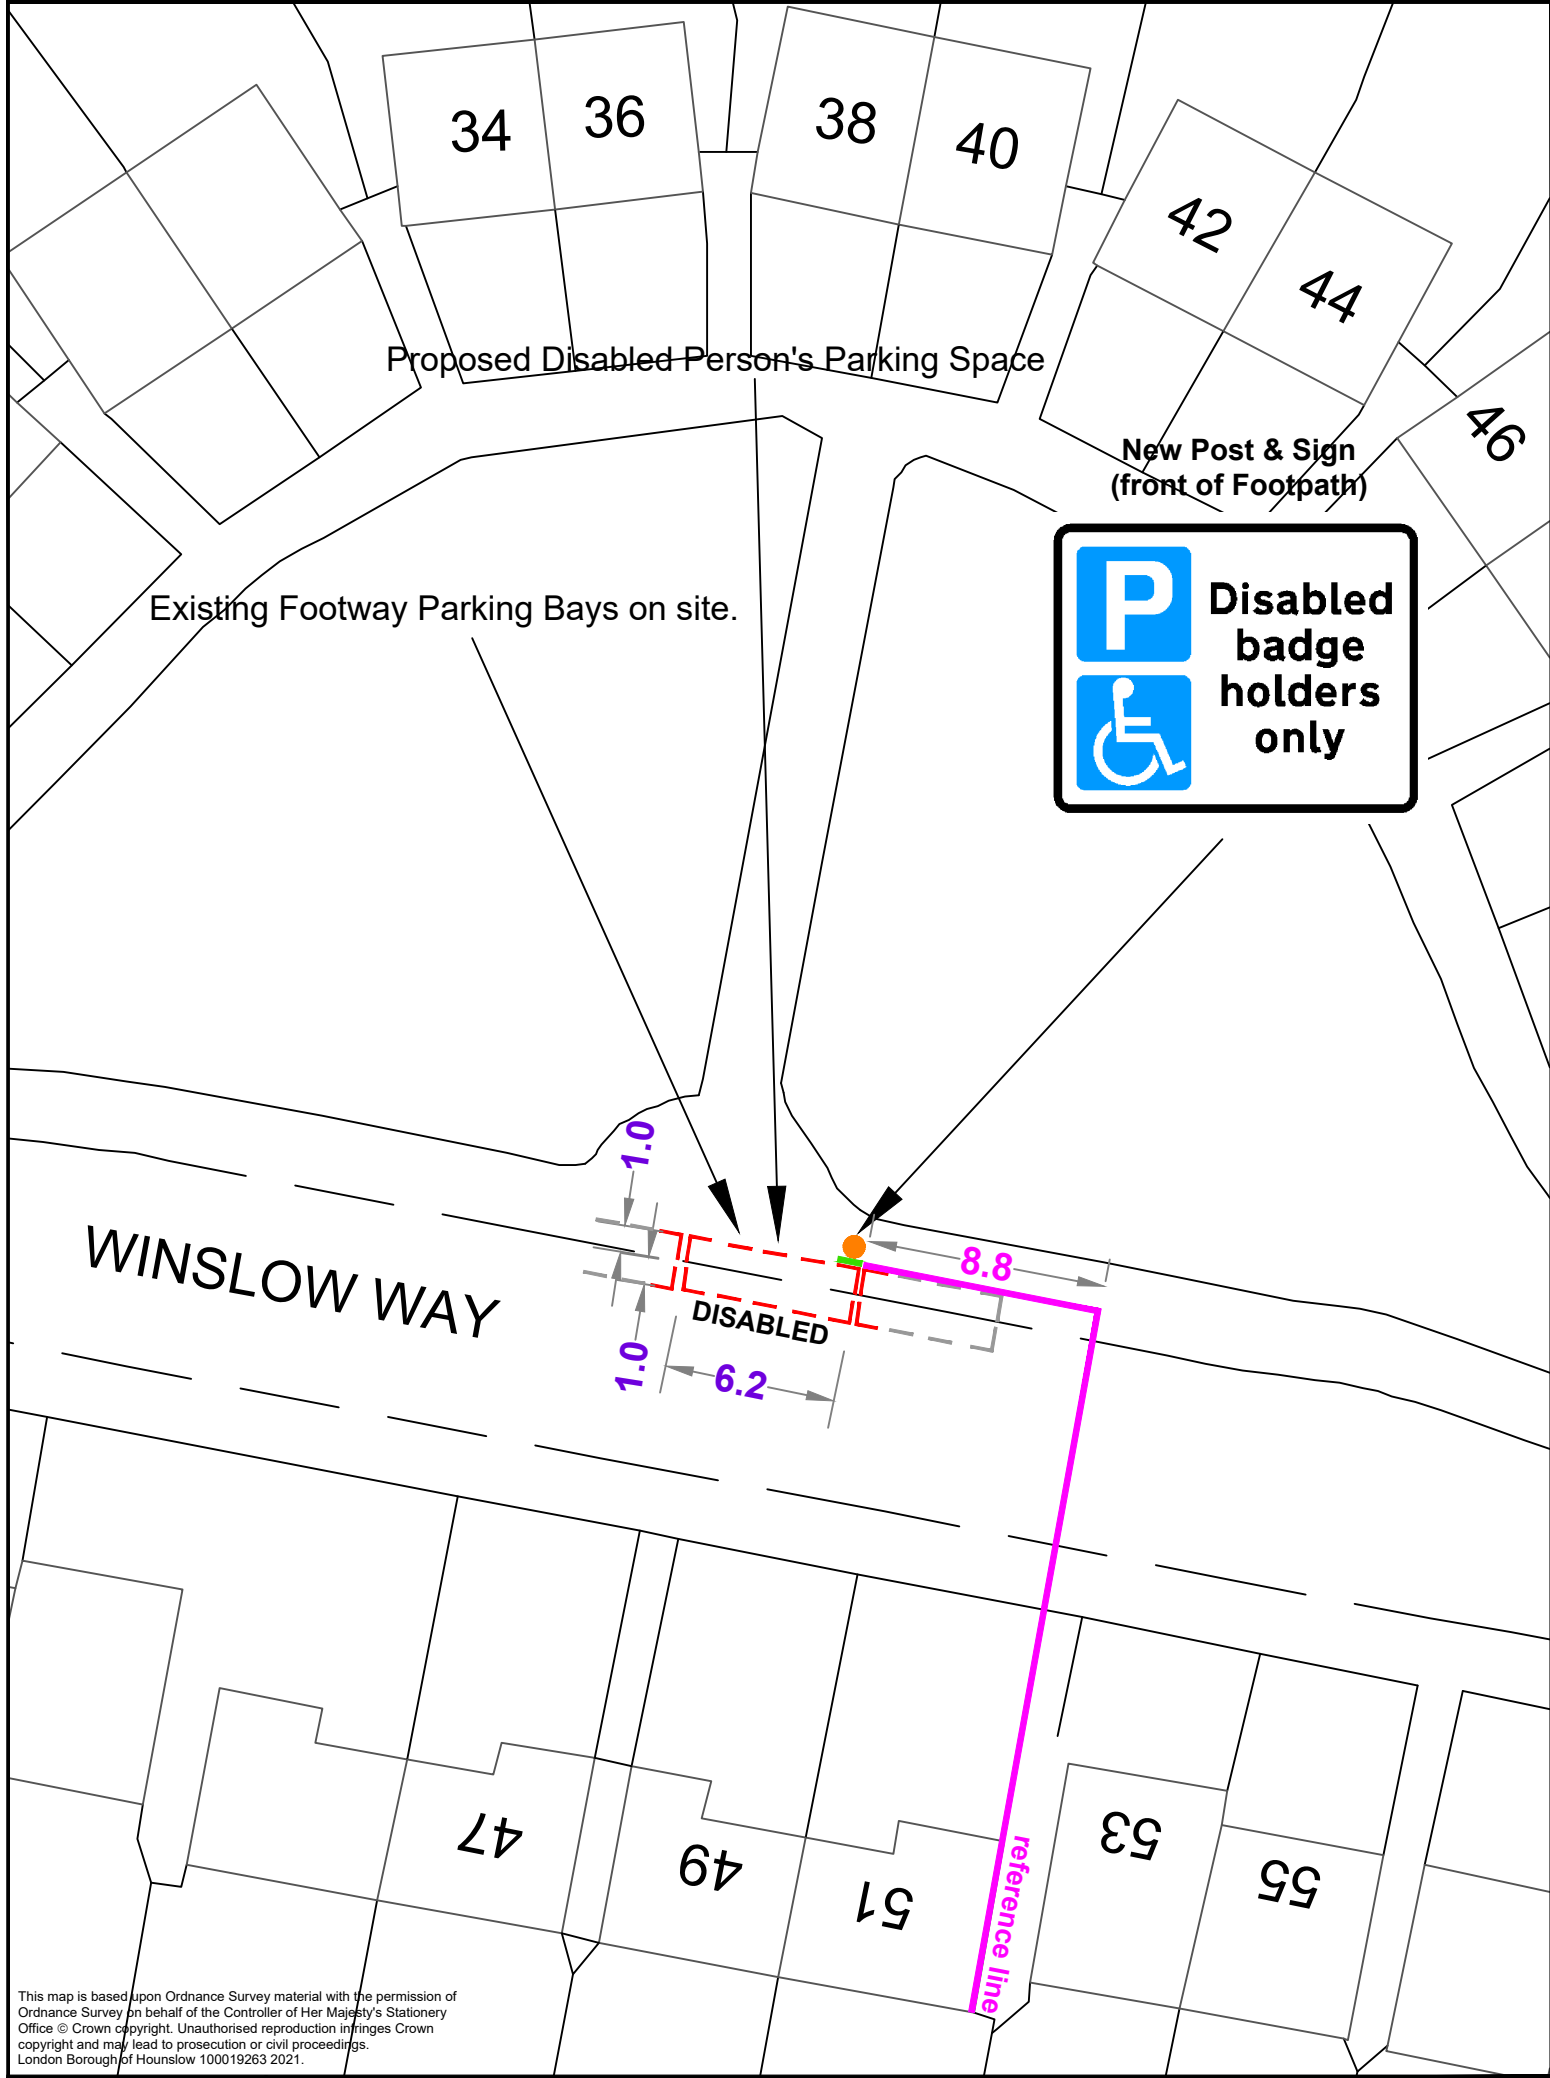 34
36
38
40
42
44
46
Proposed Disabled Person's Parking Space
New Post & Sign
(front of Footpath)
Existing Footway Parking Bays on site.
P
Disabled
badge
holders
only
1.0
8.8
WINSLOW WAY
DISABLED
1.0
6.2
47
49
51
53
55
reference line
This map is based upon Ordnance Survey material with the permission of
Ordnance Survey on behalf of the Controller of Her Majesty's Stationery
Office © Crown copyright. Unauthorised reproduction infringes Crown
copyright and may lead to prosecution or civil proceedings.
London Borough of Hounslow 100019263 2021.